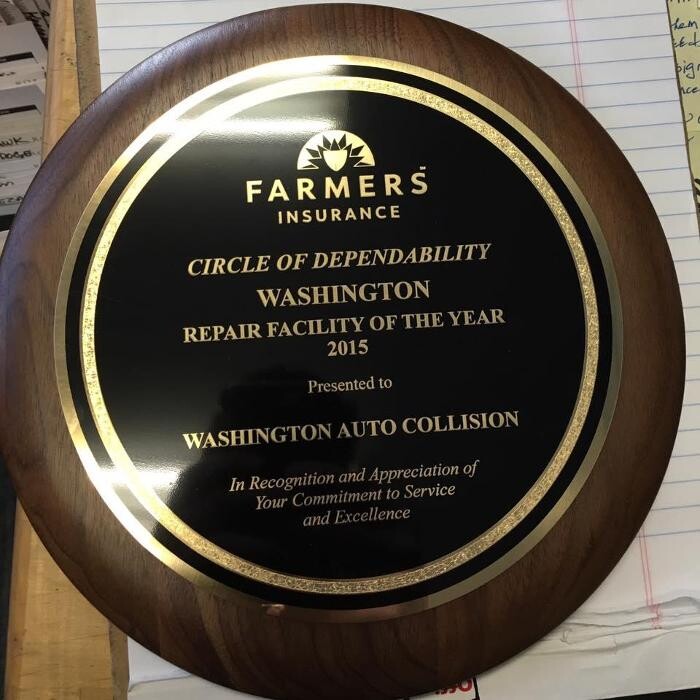 FARMERS
INSURANCE
CIRCLE OF DEPENDABILITY
WASHINGTON
REPAIR FACILITY OF THE YEAR
2015
Presented to
WASHINGTON AUTO COLLISION
In Recognition and Appreciation of
Your Commitment to Service
and Excellence